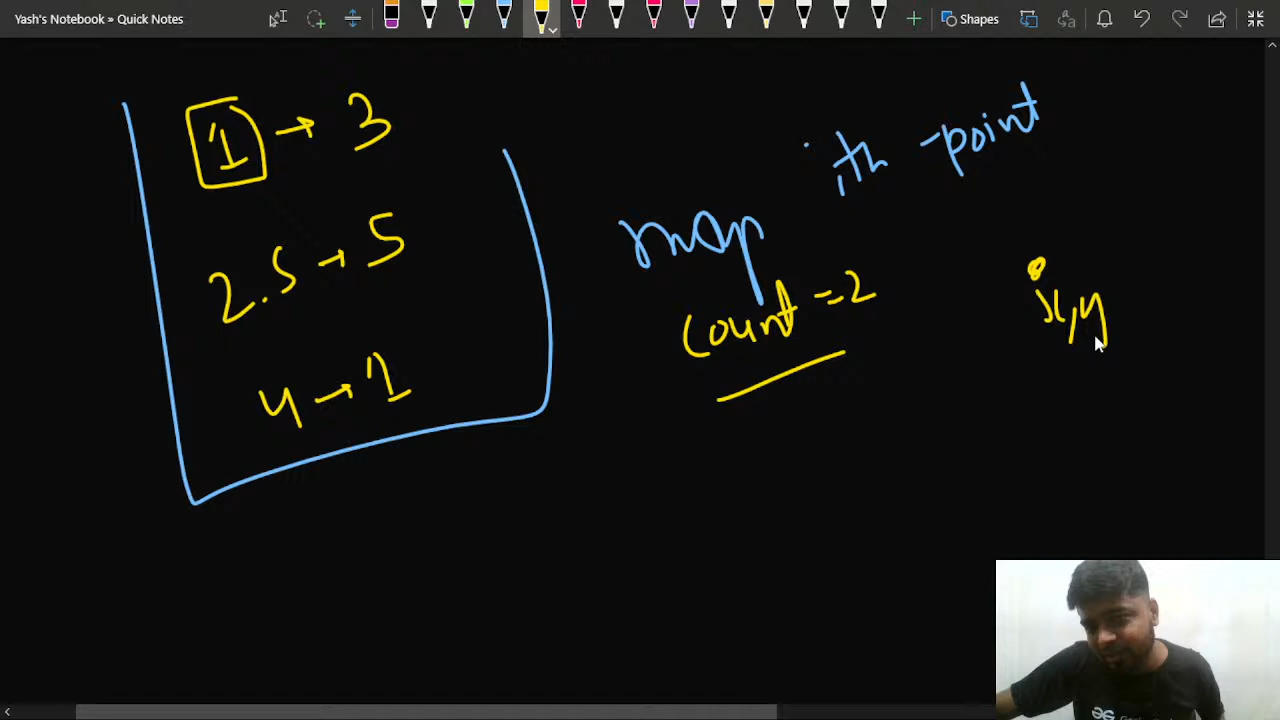 Yash's Notebook » Quick Notes
Shapes
1 → 3
ith -point
map
2.5 → 5
count = 2
x,y
4 → 1